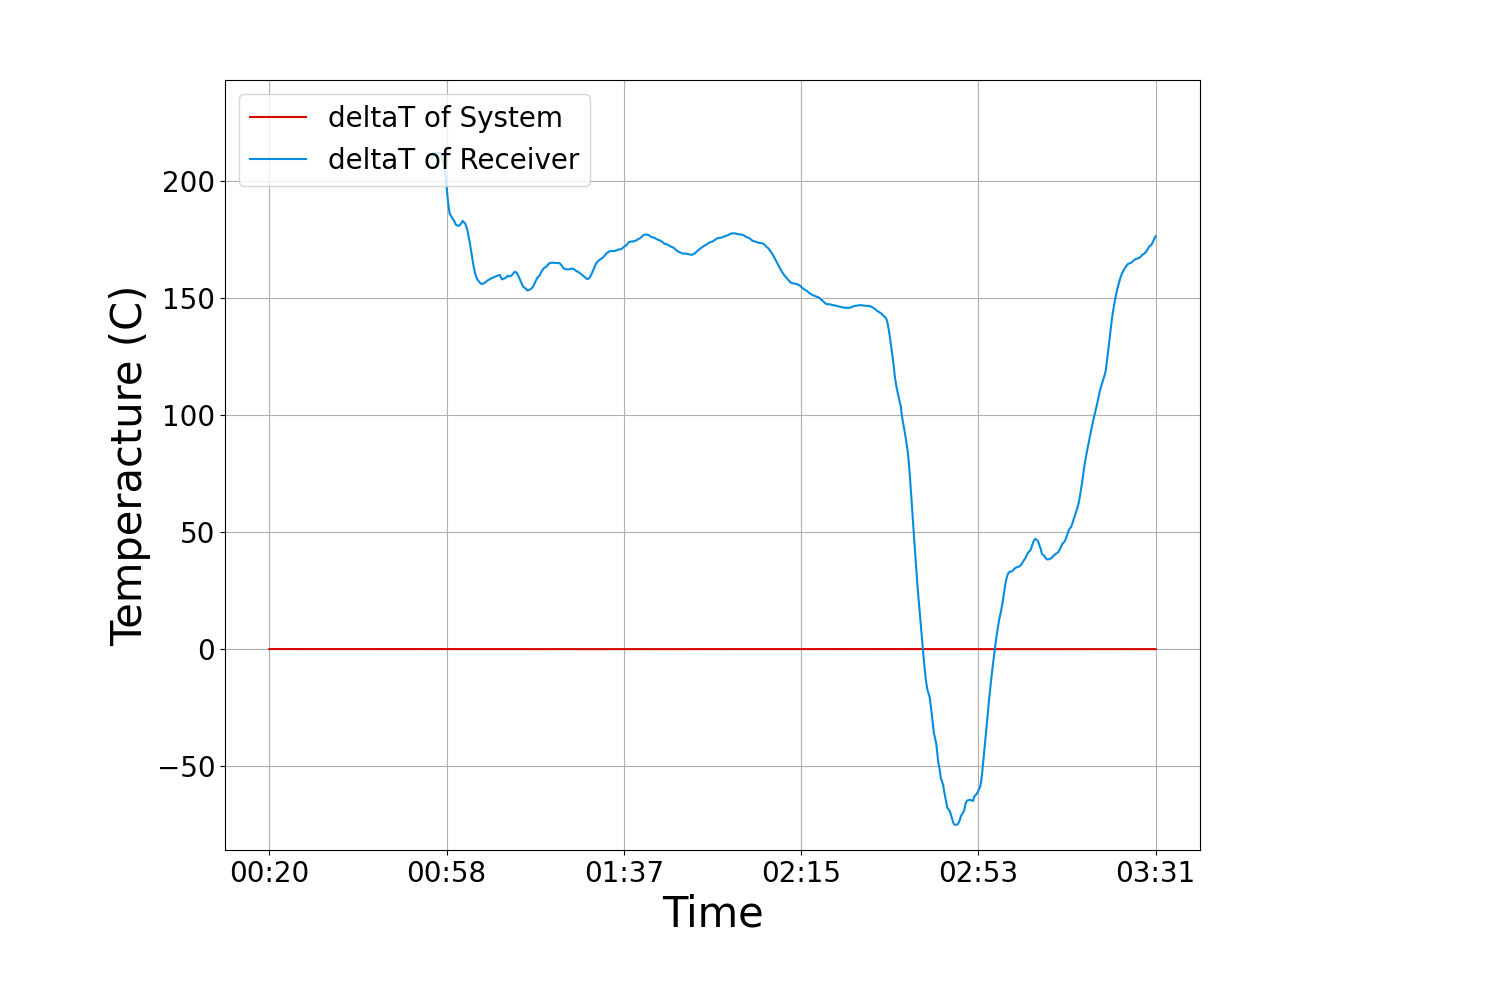 deltaT of System
deltaT of Receiver
Temperacture (C)
200
150
100
50
0
−50
00:20 00:58 01:37 02:15 02:53 03:31
Time